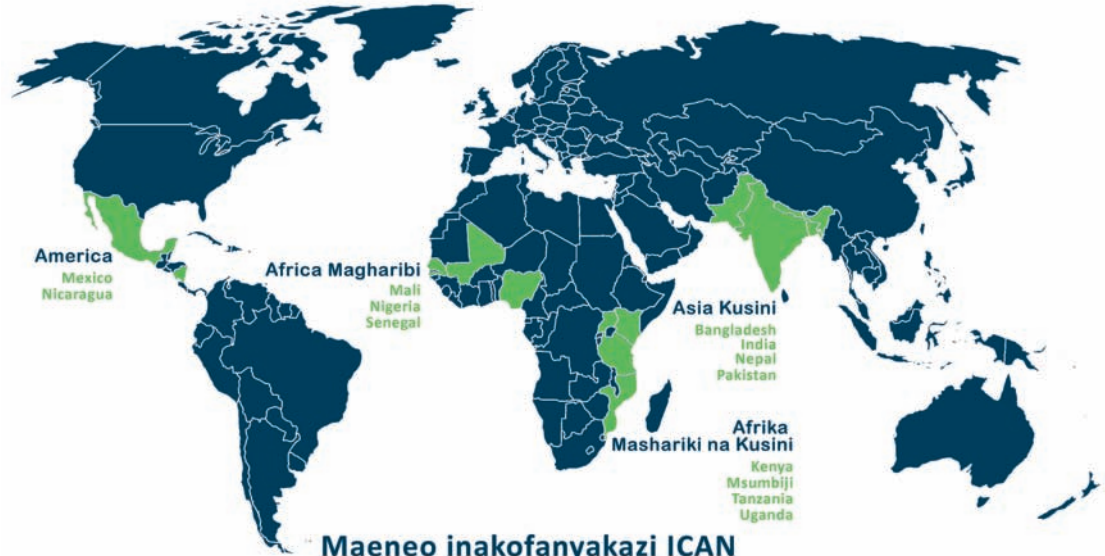 America
Mexico
Nicaragua
Africa Magharibi
Mali
Nigeria
Senegal
Asia Kusini
Bangladesh
India
Nepal
Pakistan
Afrika
Mashariki na Kusini
Kenya
Msumbiji
Tanzania
Uganda
Maeneo inakofanyakazi ICAN